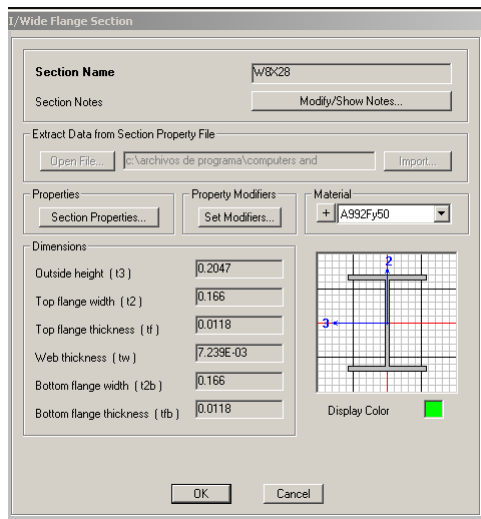 I/Wide Flange Section
Section Name W8X28
Section Notes Modify/Show Notes...
Extract Data from Section Property File
Open File... c:\archivos de programa\computers and Import...
Properties Property Modifiers Material
Section Properties... Set Modifiers... + A992Fy50
Dimensions
Outside height ( t3 ) 0.2047
Top flange width ( t2 ) 0.166
Top flange thickness ( tf ) 0.0118
Web thickness ( tw ) 7.239E-03
Bottom flange width ( t2b ) 0.166
Bottom flange thickness ( tfb ) 0.0118
2
3
Display Color
OK Cancel